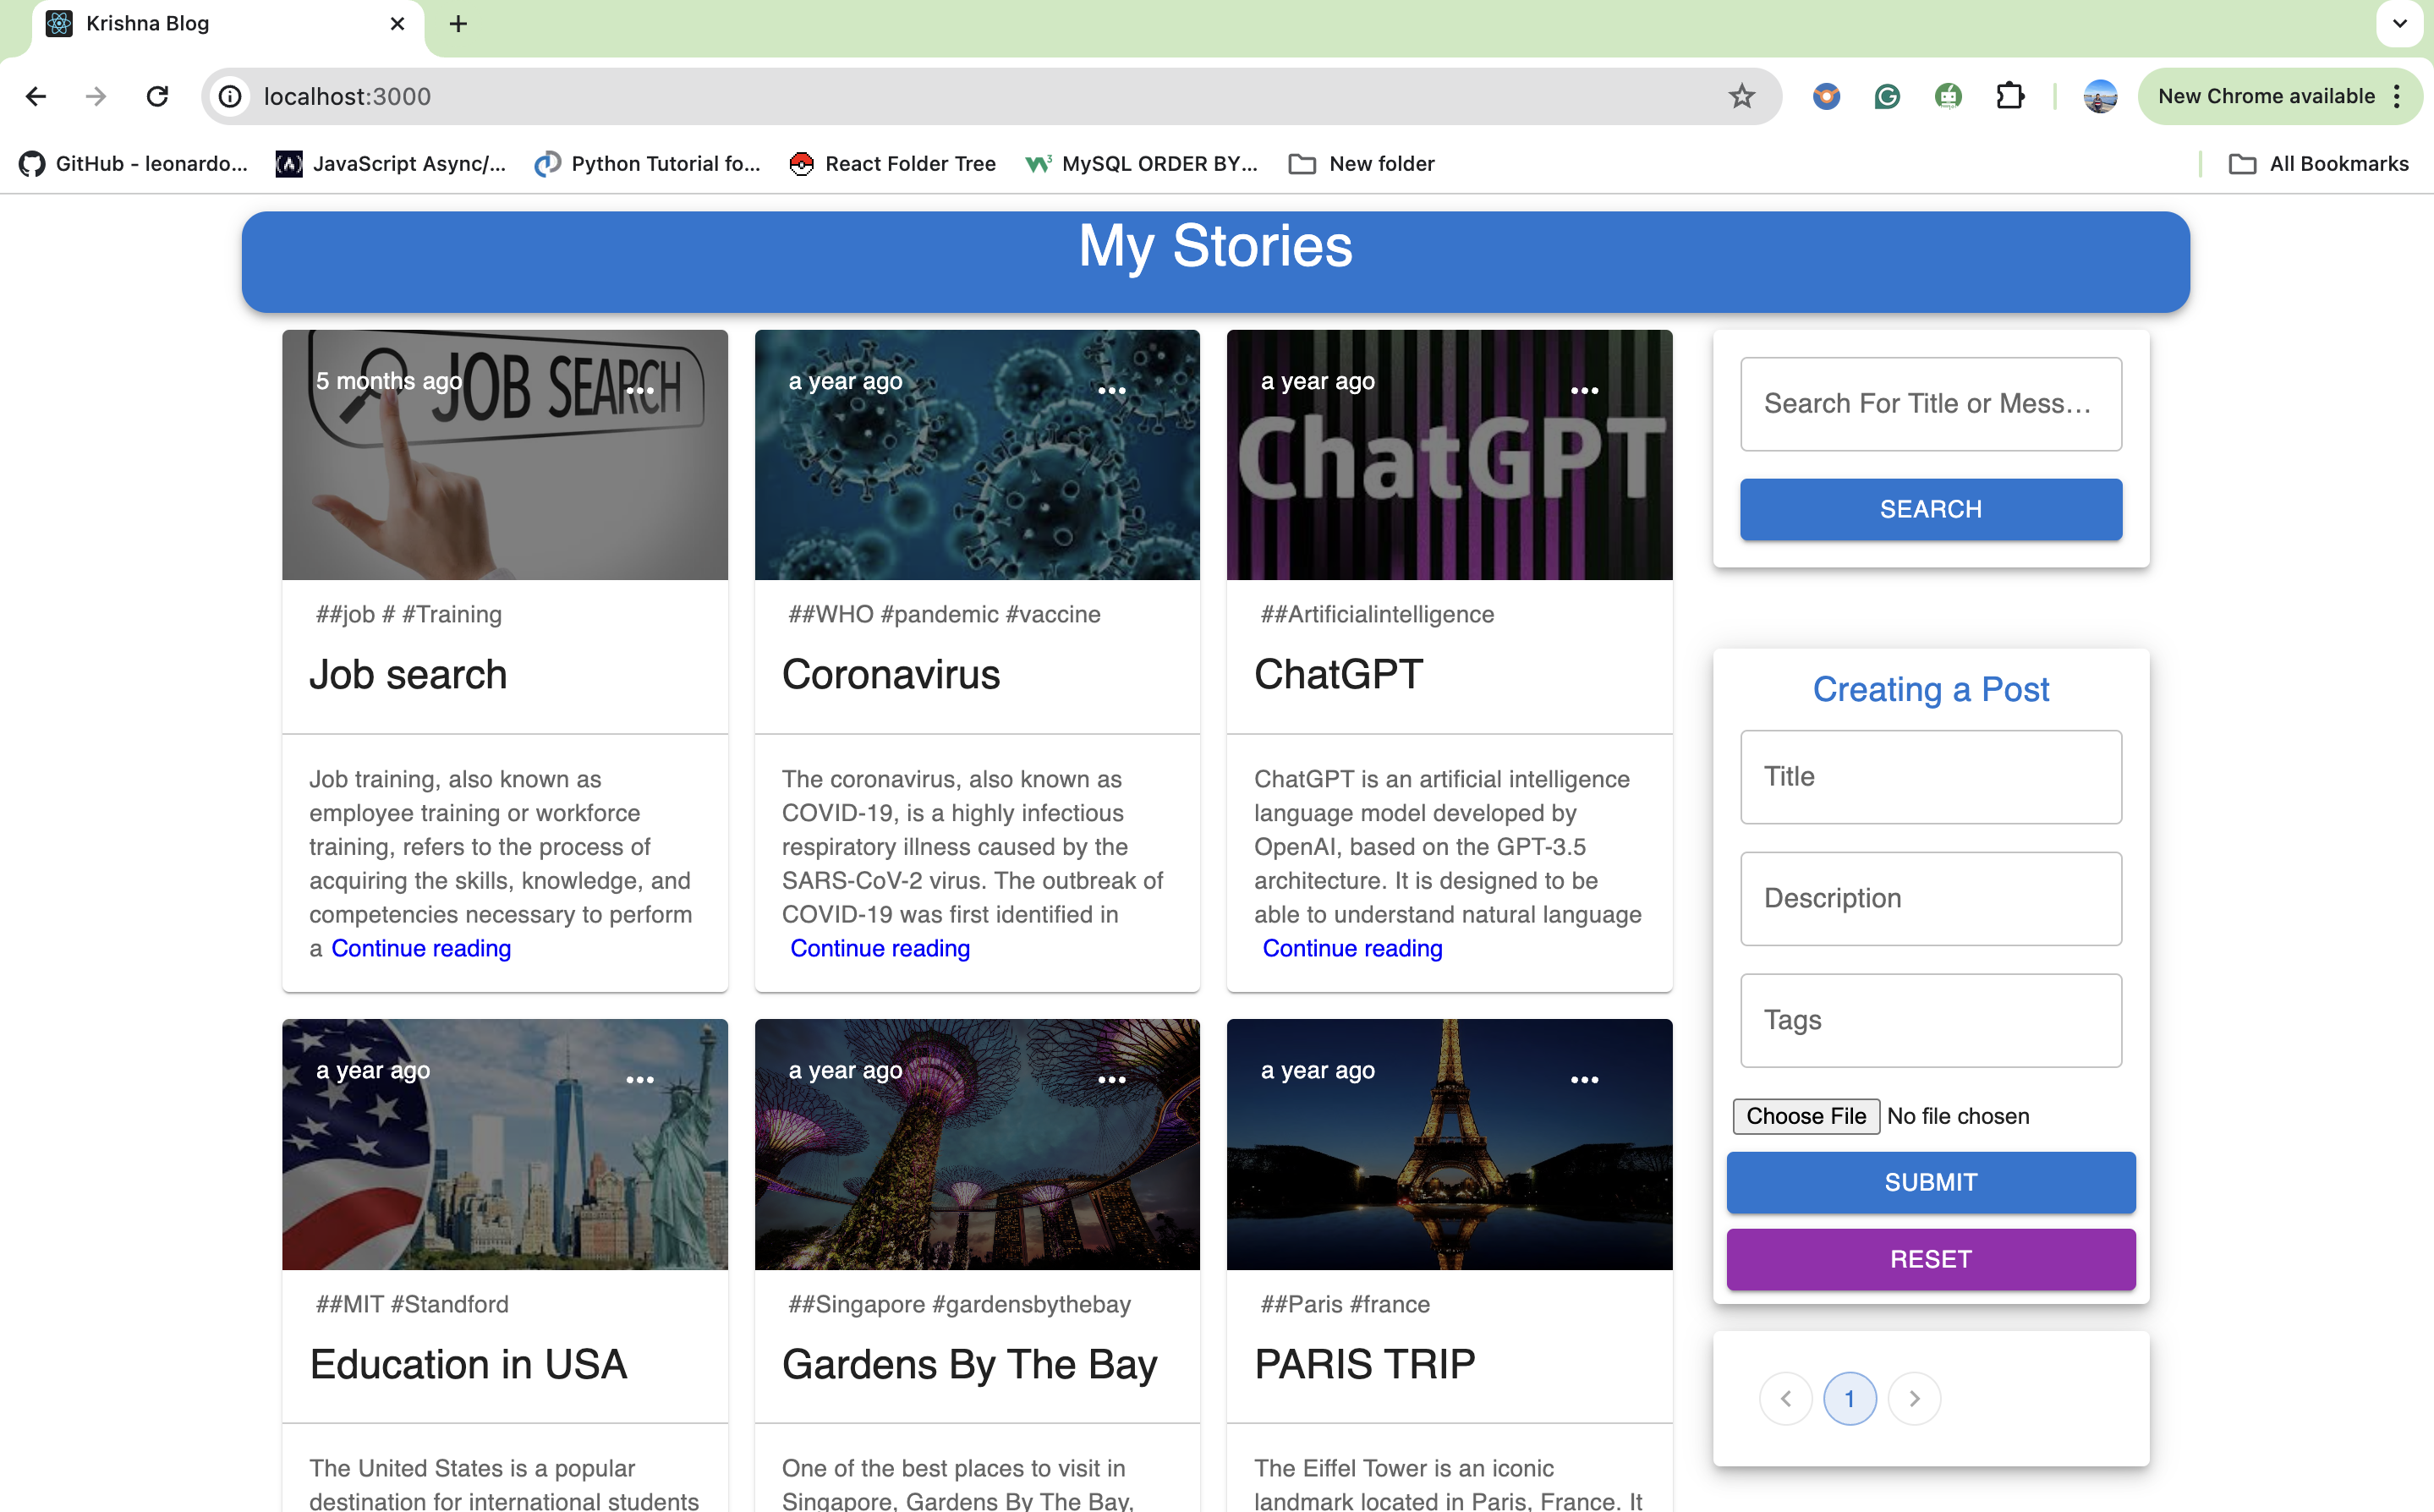 Krishna Blog
localhost:3000
New Chrome available
GitHub - leonardo...
JavaScript Async/...
Python Tutorial fo...
React Folder Tree
MySQL ORDER BY...
New folder
All Bookmarks
My Stories
5 months ago
JOB SEARCH
##job # #Training
Job search
Job training, also known as
employee training or workforce
training, refers to the process of
acquiring the skills, knowledge, and
competencies necessary to perform
a Continue reading
a year ago
##WHO #pandemic #vaccine
Coronavirus
The coronavirus, also known as
COVID-19, is a highly infectious
respiratory illness caused by the
SARS-CoV-2 virus. The outbreak of
COVID-19 was first identified in
Continue reading
a year ago
ChatGPT
##Artificialintelligence
ChatGPT
ChatGPT is an artificial intelligence
language model developed by
OpenAI, based on the GPT-3.5
architecture. It is designed to be
able to understand natural language
Continue reading
a year ago
##MIT #Standford
Education in USA
The United States is a popular
destination for international students
a year ago
##Singapore #gardensbythebay
Gardens By The Bay
One of the best places to visit in
Singapore, Gardens By The Bay,
a year ago
##Paris #france
PARIS TRIP
The Eiffel Tower is an iconic
landmark located in Paris, France. It
Search For Title or Mess...
SEARCH
Creating a Post
Title
Description
Tags
Choose File No file chosen
SUBMIT
RESET
1